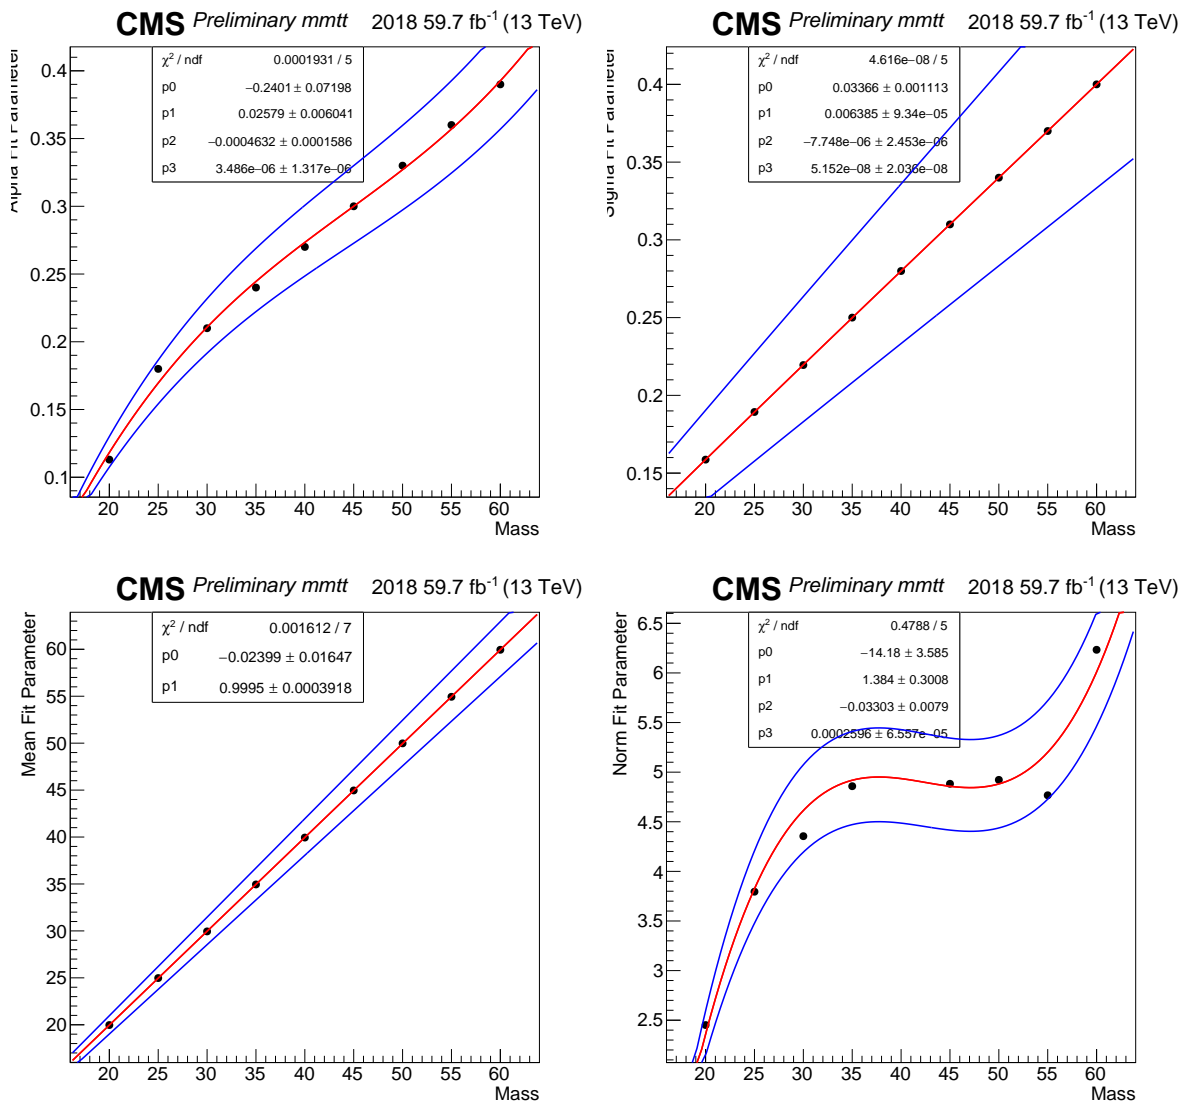 CMS Preliminary mmtt 2018 59.7 fb⁻¹ (13 TeV)
Alpha Fit Parameter
χ² / ndf 0.0001931 / 5
p0 −0.2401 ± 0.07198
p1 0.02579 ± 0.006041
p2 −0.0004632 ± 0.0001586
p3 3.486e−06 ± 1.317e−06
0.4
0.35
0.3
0.25
0.2
0.15
0.1
20 25 30 35 40 45 50 55 60
Mass
CMS Preliminary mmtt 2018 59.7 fb⁻¹ (13 TeV)
Sigma Fit Parameter
χ² / ndf 4.616e−08 / 5
p0 0.03366 ± 0.001113
p1 0.006385 ± 9.34e−05
p2 −7.748e−06 ± 2.453e−06
p3 5.152e−08 ± 2.036e−08
0.4
0.35
0.3
0.25
0.2
0.15
20 25 30 35 40 45 50 55 60
Mass
CMS Preliminary mmtt 2018 59.7 fb⁻¹ (13 TeV)
Mean Fit Parameter
χ² / ndf 0.001612 / 7
p0 −0.02399 ± 0.01647
p1 0.9995 ± 0.0003918
60
55
50
45
40
35
30
25
20
20 25 30 35 40 45 50 55 60
Mass
CMS Preliminary mmtt 2018 59.7 fb⁻¹ (13 TeV)
Norm Fit Parameter
χ² / ndf 0.4788 / 5
p0 −14.18 ± 3.585
p1 1.384 ± 0.3008
p2 −0.03303 ± 0.0079
p3 0.0002596 ± 6.557e−05
6.5
6
5.5
5
4.5
4
3.5
3
2.5
20 25 30 35 40 45 50 55 60
Mass